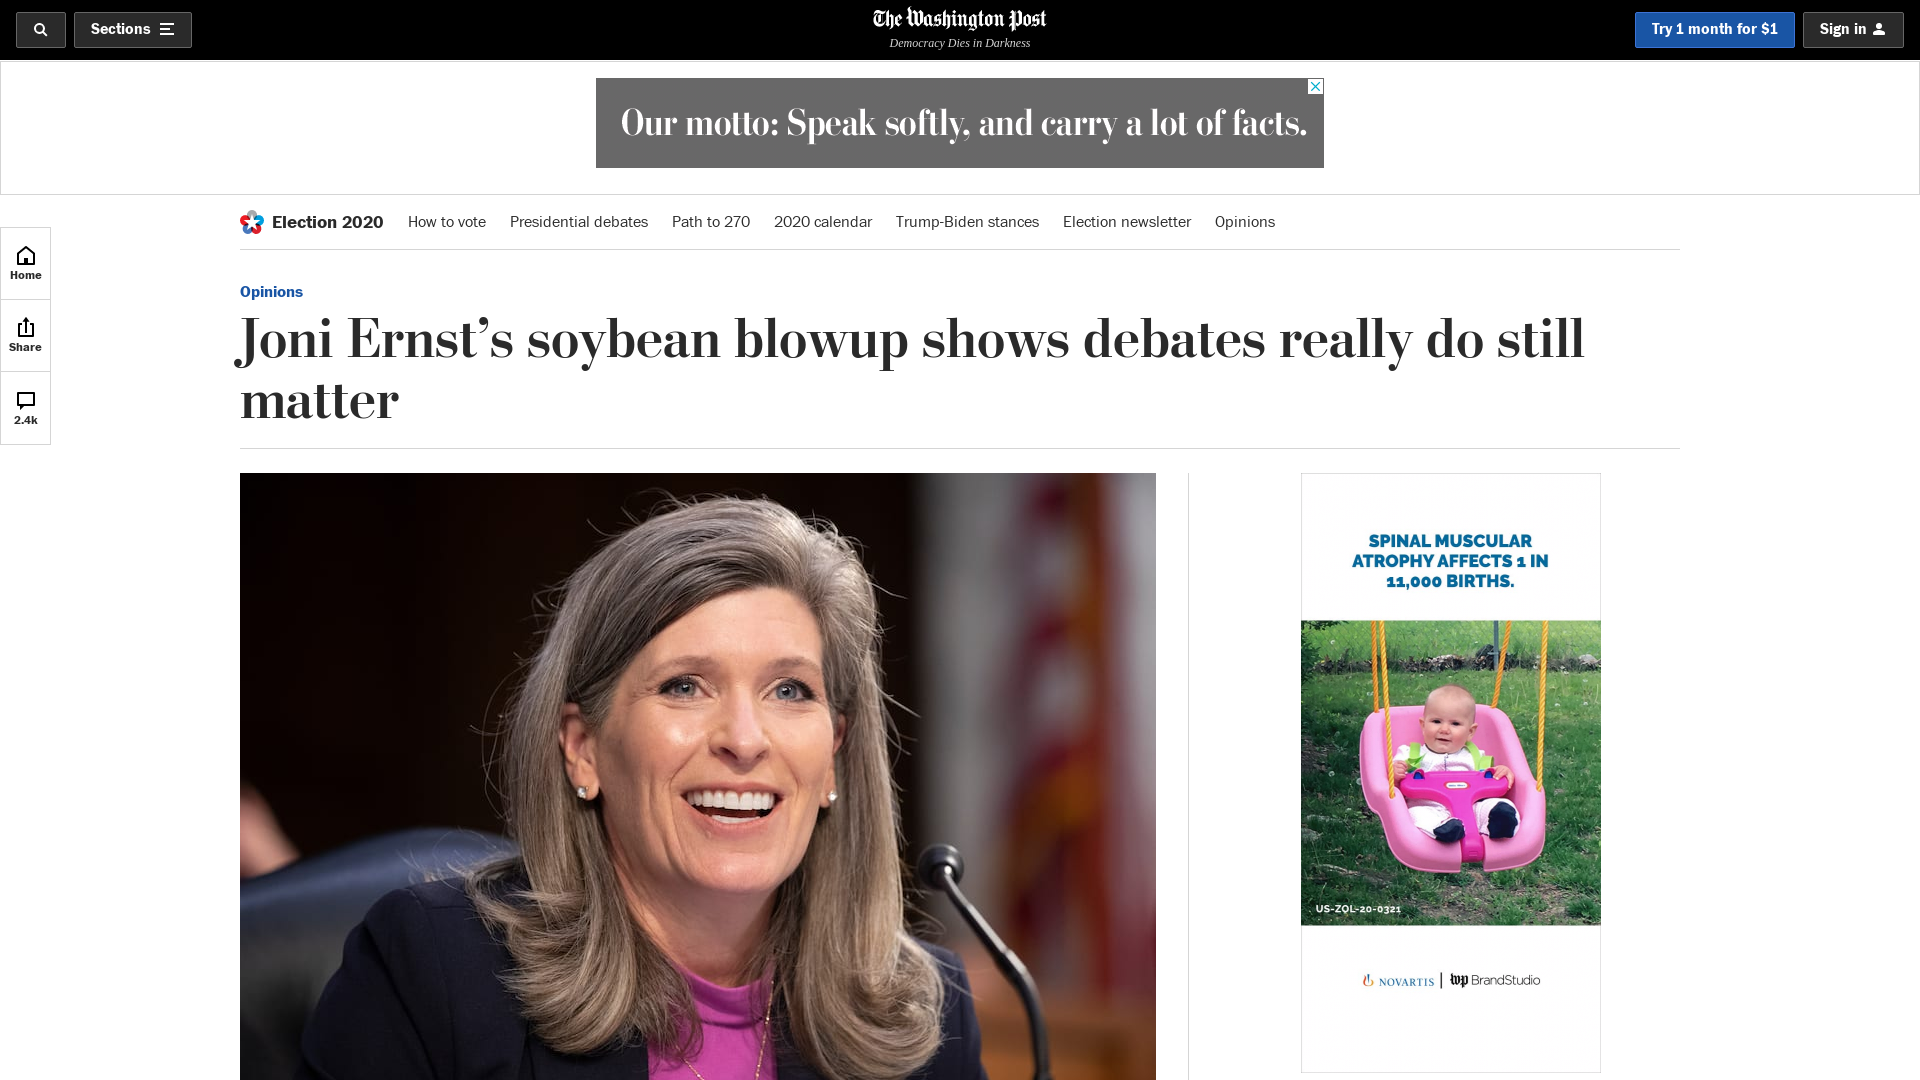 Sections
The Washington Post
Democracy Dies in Darkness
Try 1 month for $1
Sign in
Our motto: Speak softly, and carry a lot of facts.
Election 2020
How to vote
Presidential debates
Path to 270
2020 calendar
Trump-Biden stances
Election newsletter
Opinions
Home
Share
2.4k
Opinions
Joni Ernst’s soybean blowup shows debates really do still
matter
SPINAL MUSCULAR
ATROPHY AFFECTS 1 IN
11,000 BIRTHS.
US-ZOL-20-0321
NOVARTIS | wp BrandStudio